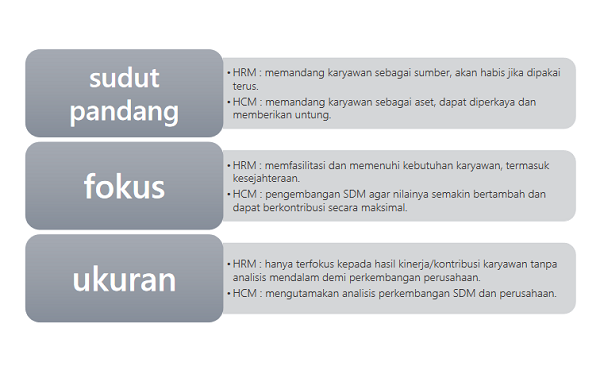 sudut
pandang
• HRM : memandang karyawan sebagai sumber, akan habis jika dipakai
terus.
• HCM : memandang karyawan sebagai aset, dapat diperkaya dan
memberikan untung.
fokus
• HRM : memfasilitasi dan memenuhi kebutuhan karyawan, termasuk
kesejahteraan.
• HCM : pengembangan SDM agar nilainya semakin bertambah dan
dapat berkontribusi secara maksimal.
ukuran
• HRM : hanya terfokus kepada hasil kinerja/kontribusi karyawan tanpa
analisis mendalam demi perkembangan perusahaan.
• HCM : mengutamakan analisis perkembangan SDM dan perusahaan.